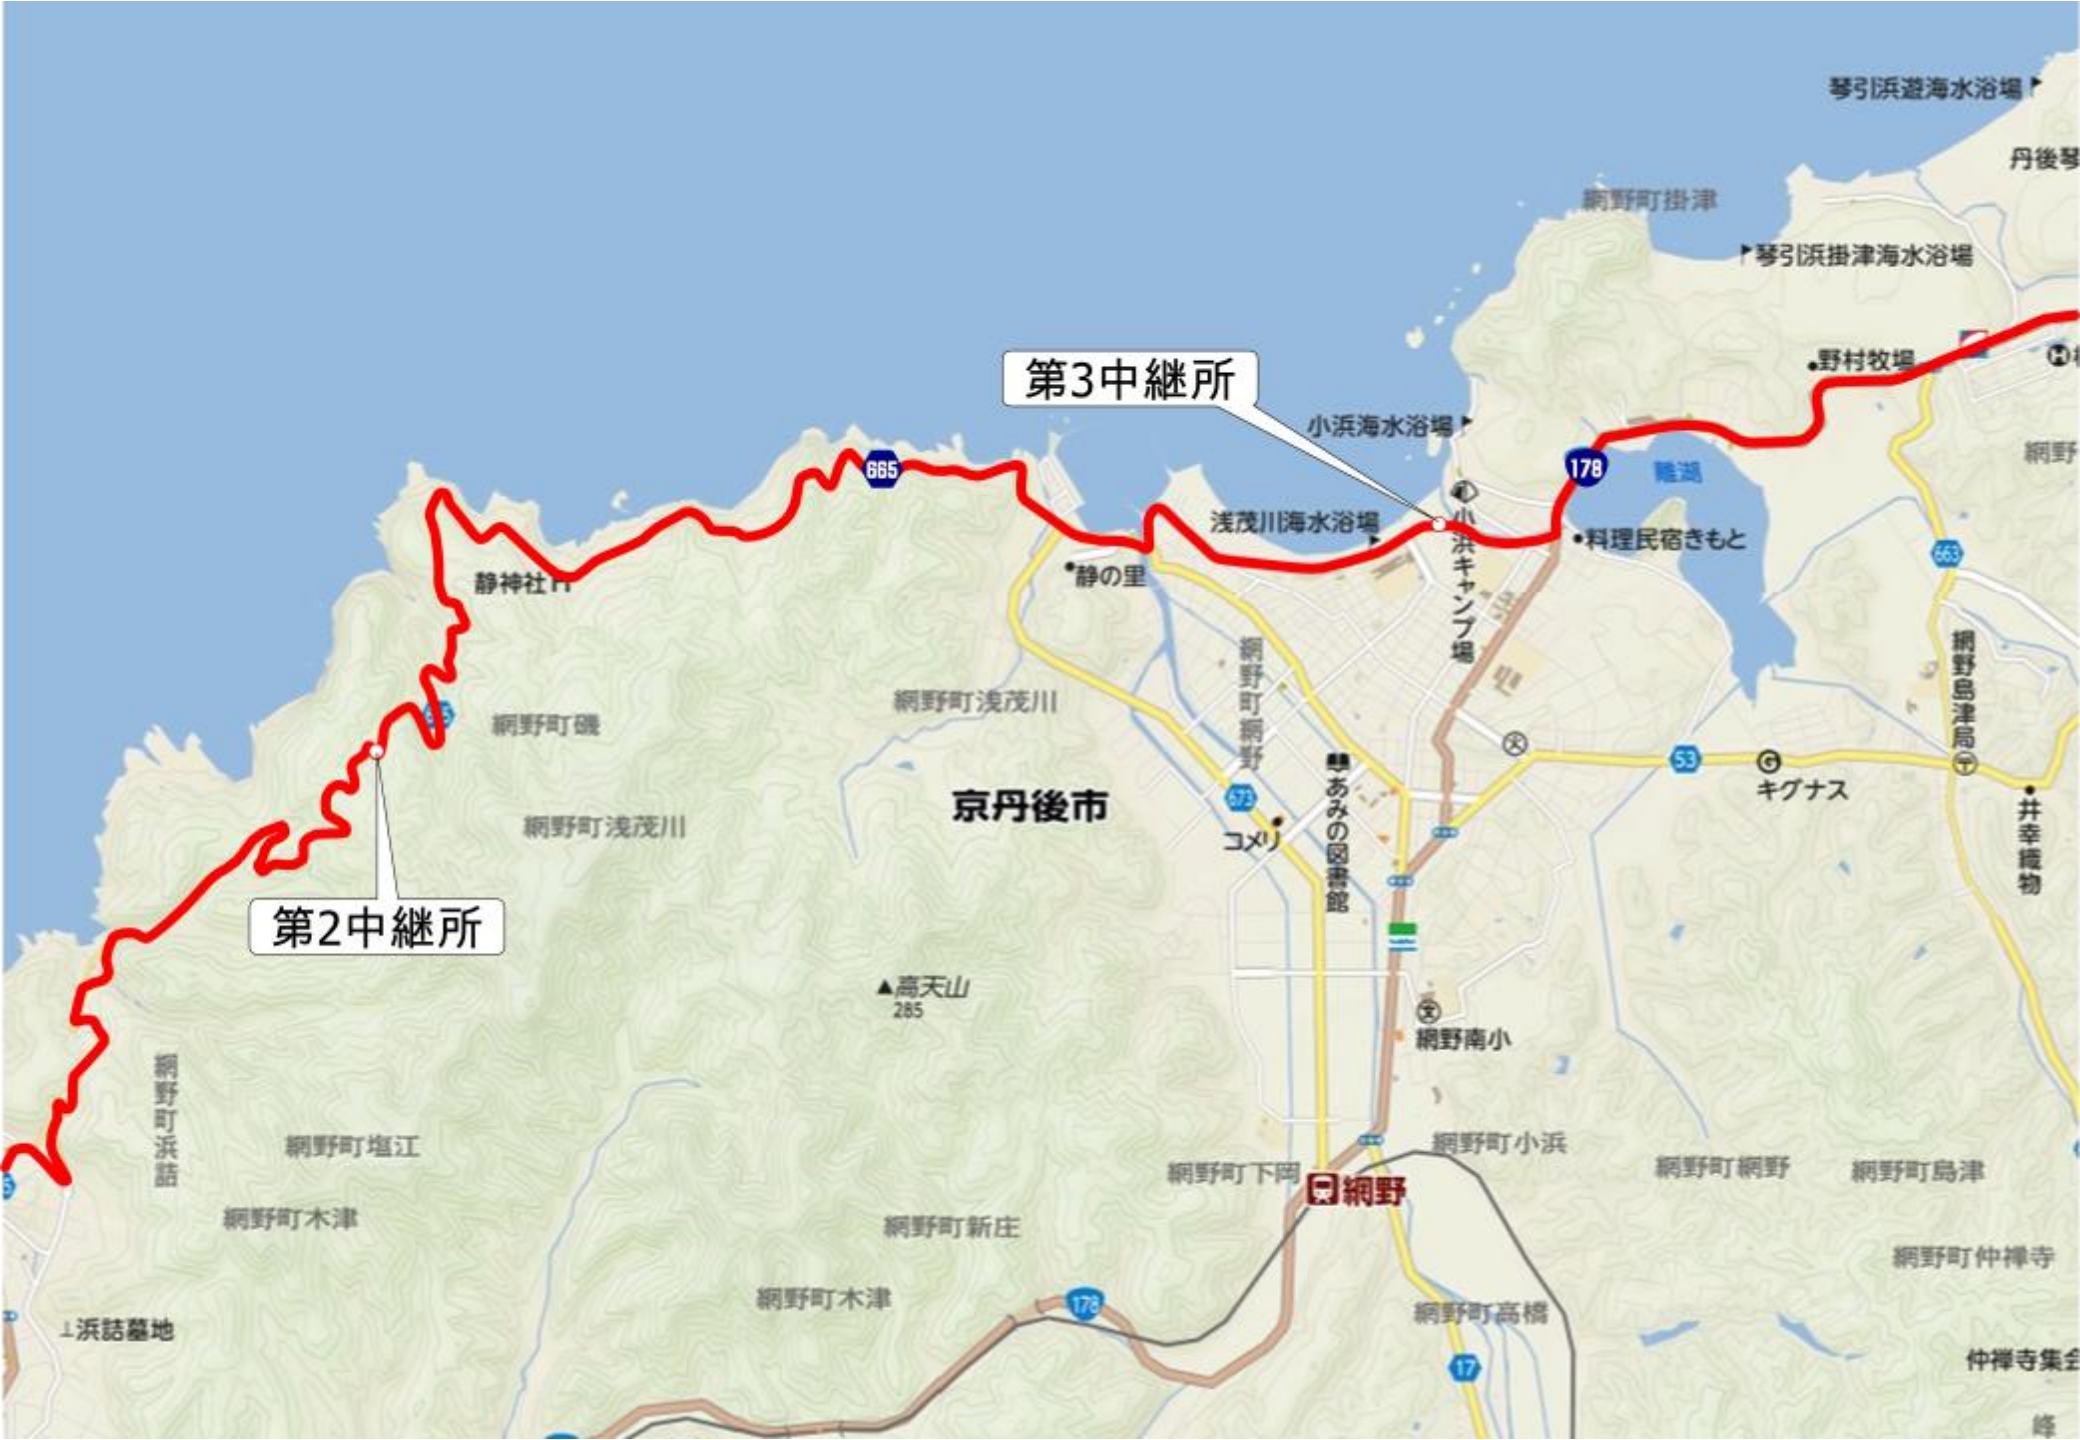 琴引浜遊海水浴場
丹後琴
網野町掛津
琴引浜掛津海水浴場
第3中継所
野村牧場
小浜海水浴場
665
178
離湖
網野
浅茂川海水浴場
小浜キャンプ場
料理民宿きもと
静の里
静神社
663
網野町網野
網野島津局
網野町浅茂川
網野町磯
53
キグナス
京丹後市
673
コメリ
あみの図書館
井幸織物
網野町浅茂川
第2中継所
高天山
285
網野南小
網野町浜詰
網野町塩江
網野町小浜
網野町下岡
網野町網野
網野町島津
網野
網野町木津
網野町新庄
網野町仲禅寺
網野町木津
178
網野町高橋
浜詰墓地
17
仲禅寺集会
峰